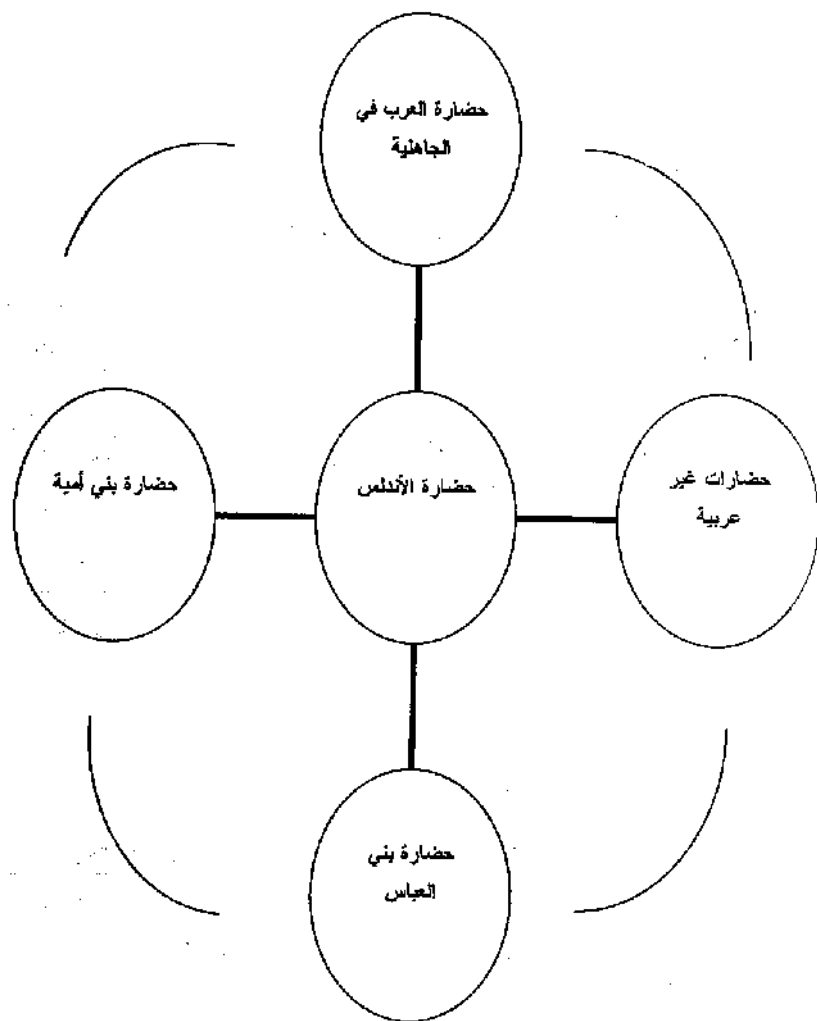 حضارة العرب في
الجاهلية
حضارات غير
عربية
حضارة الأندلس
حضارة بني أمية
حضارة بني
العباس